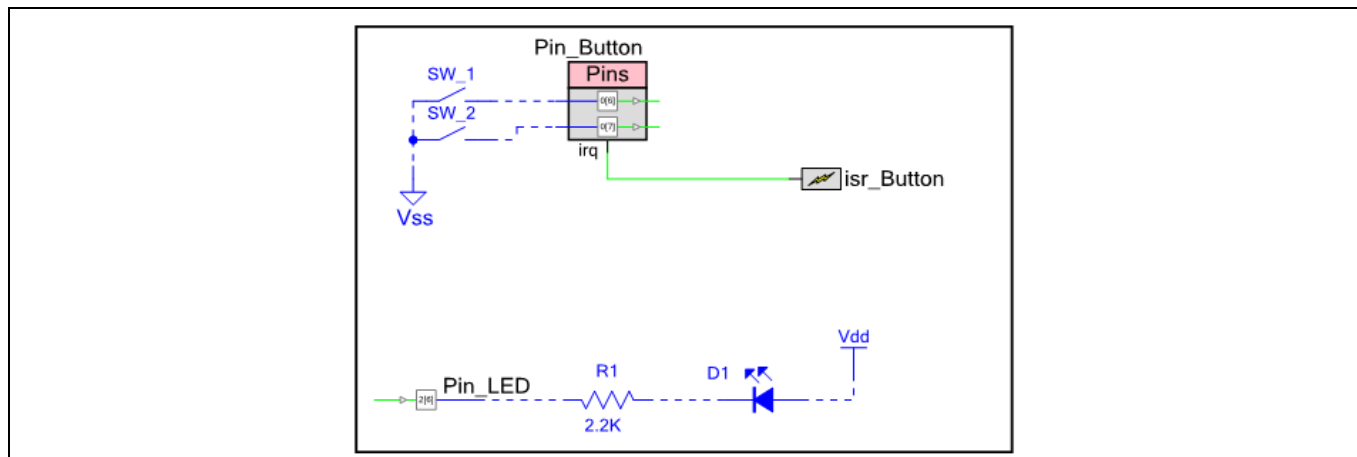 Pin_Button
Pins
SW_1
0[6]
SW_2
0[7]
irq
isr_Button
Vss
Vdd
R1
D1
Pin_LED
2[6]
2.2K